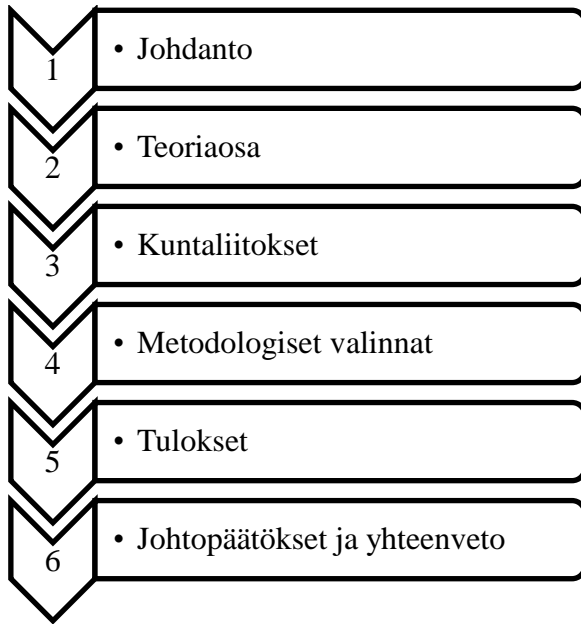 1 • Johdanto
2 • Teoriaosa
3 • Kuntaliitokset
4 • Metodologiset valinnat
5 • Tulokset
6 • Johtopäätökset ja yhteenveto